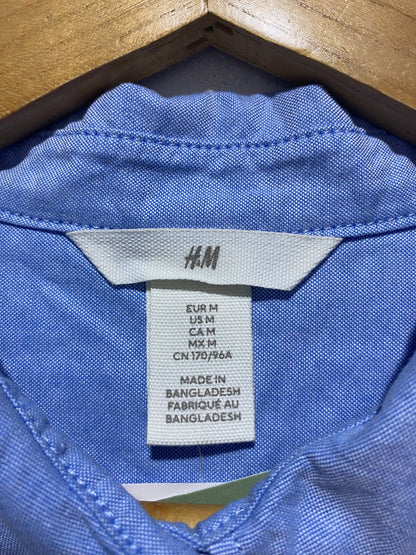 H&M
EUR M
US M
CA M
MX M
CN 170/96A
MADE IN
BANGLADESH
FABRIQUÉ AU
BANGLADESH